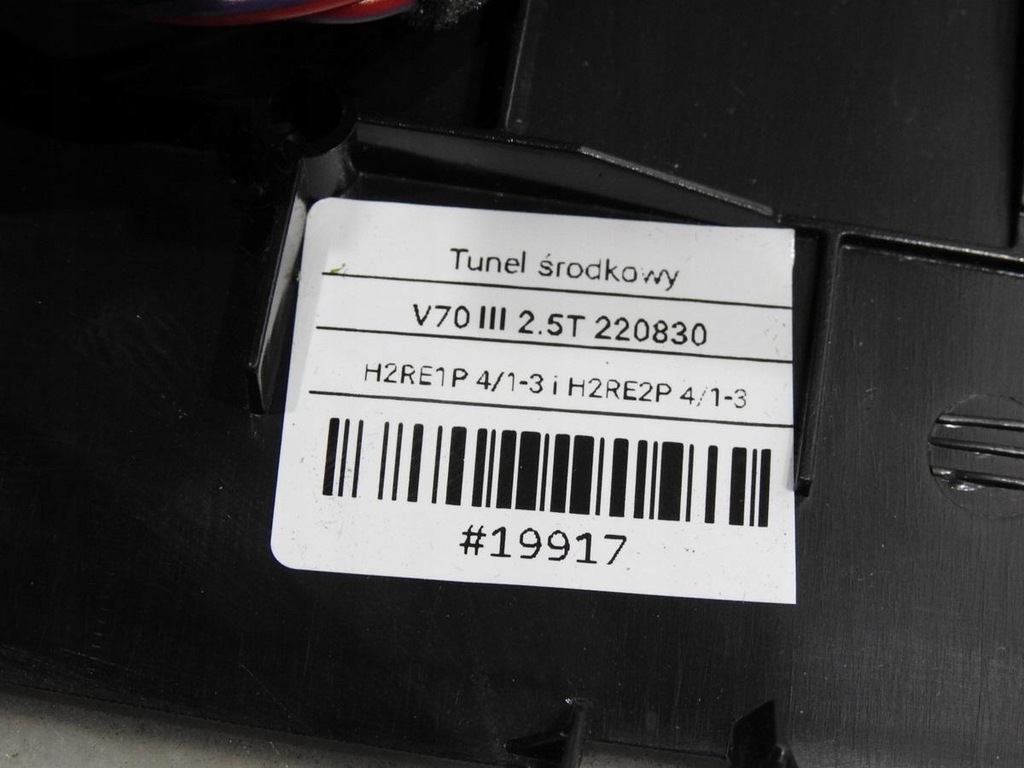 Tunel środkowy
V70 III 2.5T 220830
H2RE1P 4/1-3 i H2RE2P 4/1-3
#19917